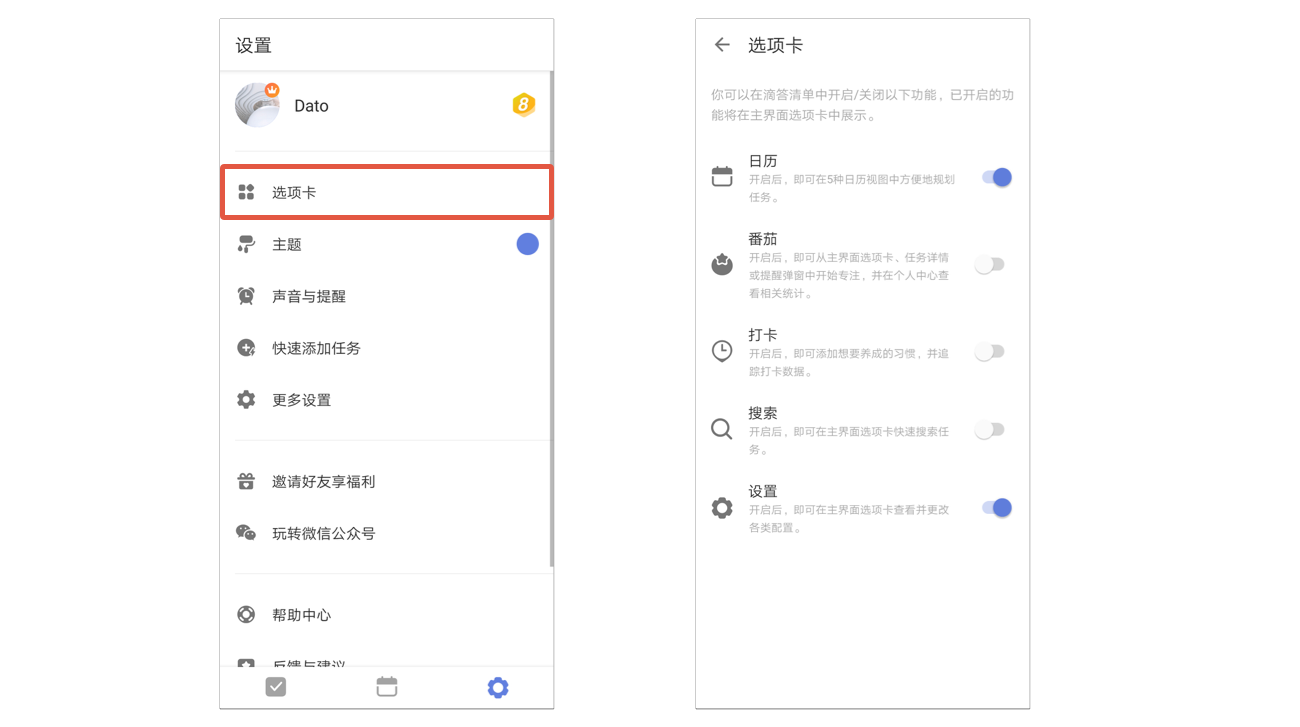 设置
Dato
8
选项卡
主题
声音与提醒
快速添加任务
更多设置
邀请好友享福利
玩转微信公众号
帮助中心
反馈与建议
选项卡
你可以在滴答清单中开启/关闭以下功能，已开启的功
能将在主界面选项卡中展示。
日历
开启后，即可在5种日历视图中方便地规划
任务。
番茄
开启后，即可从主界面选项卡、任务详情
或提醒弹窗中开始专注，并在个人中心查
看相关统计。
打卡
开启后，即可添加想要养成的习惯，并追
踪打卡数据。
搜索
开启后，即可在主界面选项卡快速搜索任
务。
设置
开启后，即可在主界面选项卡查看并更改
各类配置。